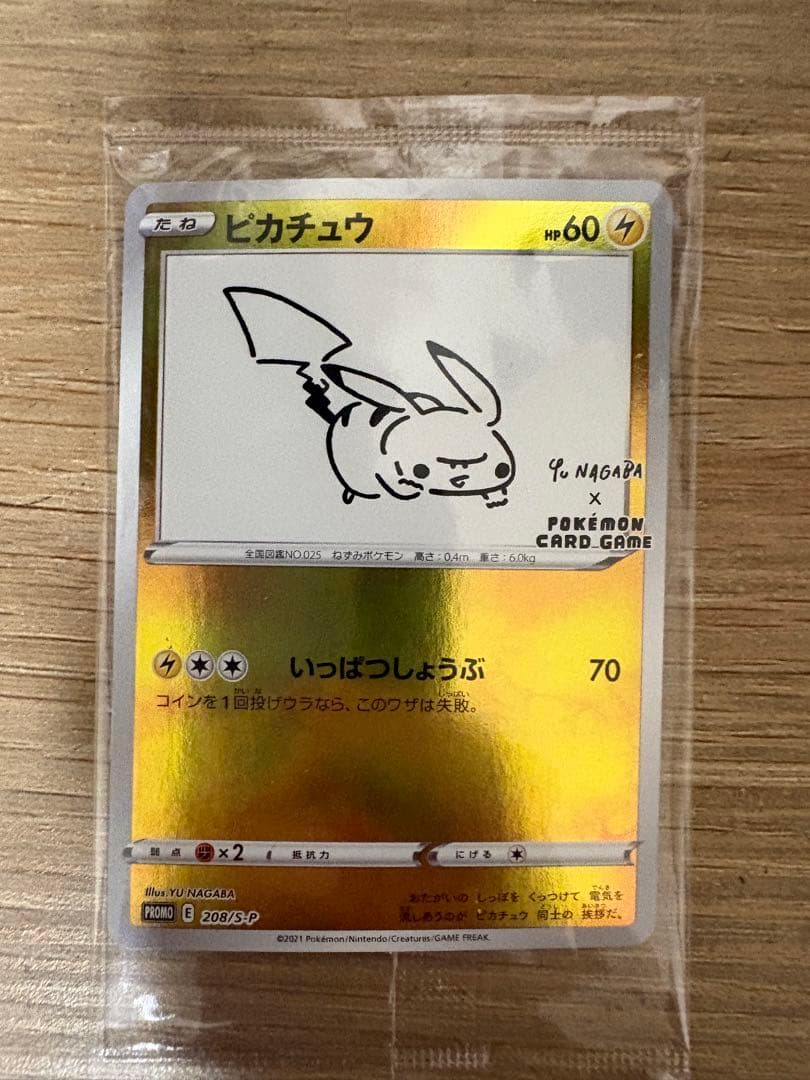 たね ピカチュウ HP60
Yu NAGABA
×
POKÉMON
CARD GAME
全国図鑑NO.025 ねずみポケモン 高さ:0.4m 重さ:6.0kg
いっぱつしょうぶ 70
コインを1回投げウラなら、このワザは失敗。
弱点 ×2 抵抗力 にげる
Illus.YU NAGABA
おたがいの しっぽを くっつけて 電気を
流しあうのが ピカチュウ 同士の 挨拶だ。
PROMO E 208/S-P
©2021 Pokémon/Nintendo/Creatures/GAME FREAK.